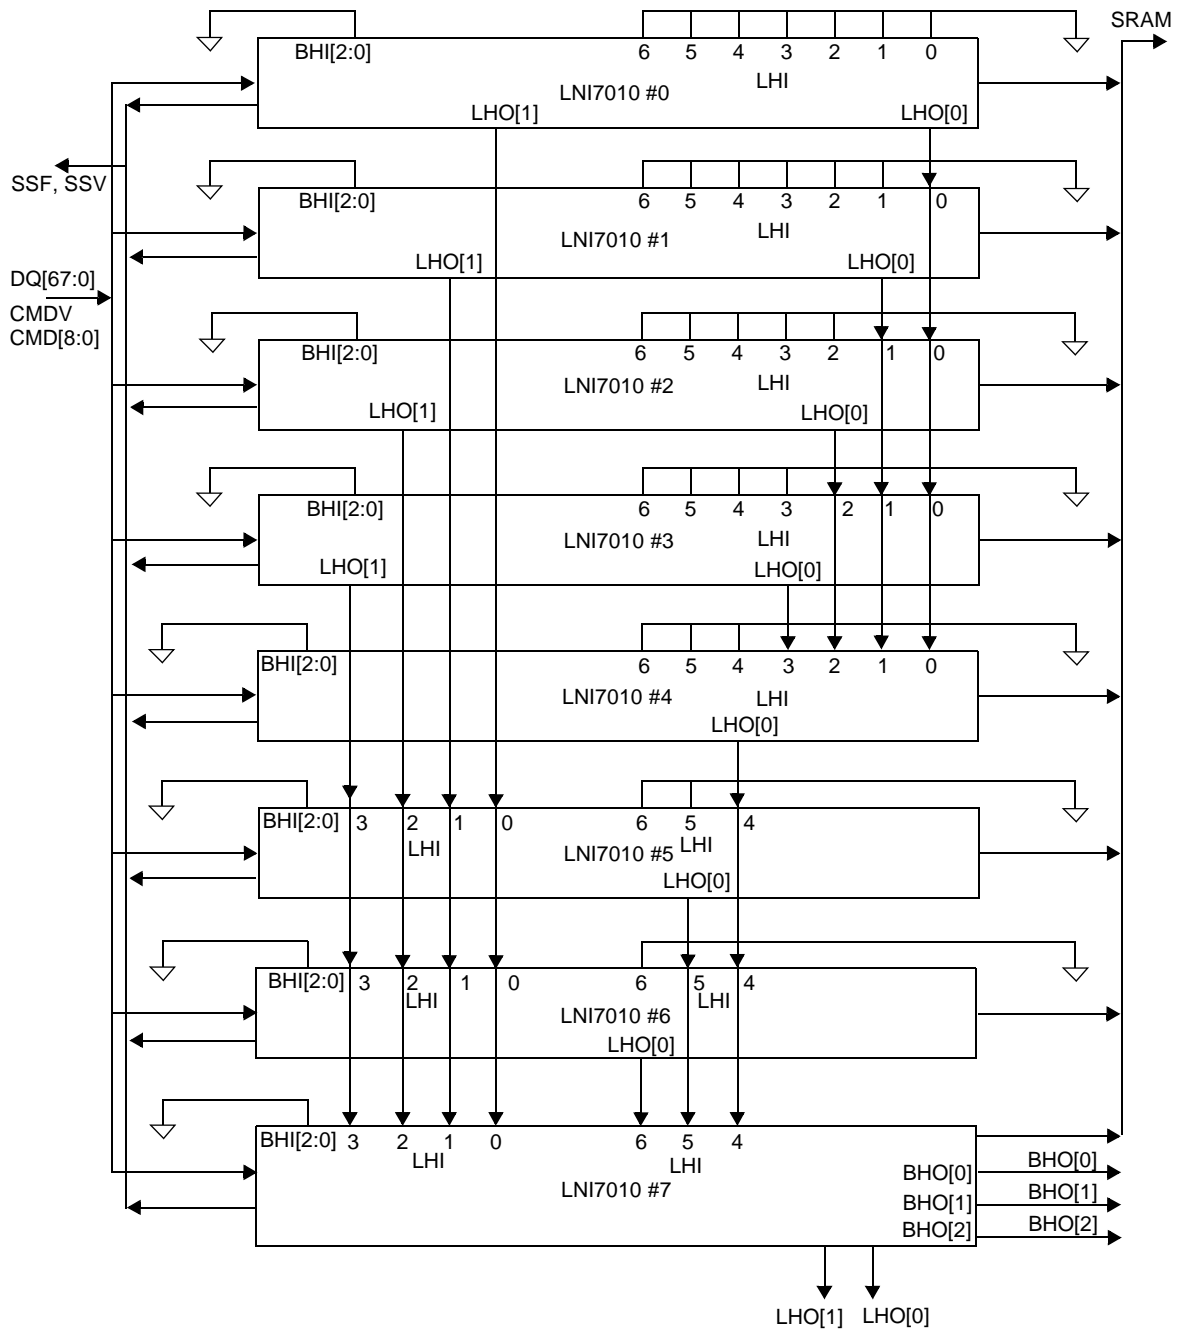 SRAM
BHI[2:0] 6 5 4 3 2 1 0
LHI
LNI7010 #0
LHO[1] LHO[0]
SSF, SSV
BHI[2:0] 6 5 4 3 2 1 0
LHI
LNI7010 #1
LHO[1] LHO[0]
DQ[67:0]
CMDV
CMD[8:0]
BHI[2:0] 6 5 4 3 2 1 0
LHI
LNI7010 #2
LHO[1] LHO[0]
BHI[2:0] 6 5 4 3 2 1 0
LHI
LNI7010 #3
LHO[1] LHO[0]
BHI[2:0] 6 5 4 3 2 1 0
LHI
LNI7010 #4
LHO[0]
BHI[2:0] 3 2 1 0 6 5 4
LHI LHI
LNI7010 #5
LHO[0]
BHI[2:0] 3 2 1 0 6 5 4
LHI LHI
LNI7010 #6
LHO[0]
BHI[2:0] 3 2 1 0 6 5 4
LHI LHI
LNI7010 #7
BHO[0] BHO[0]
BHO[1] BHO[1]
BHO[2] BHO[2]
LHO[1] LHO[0]